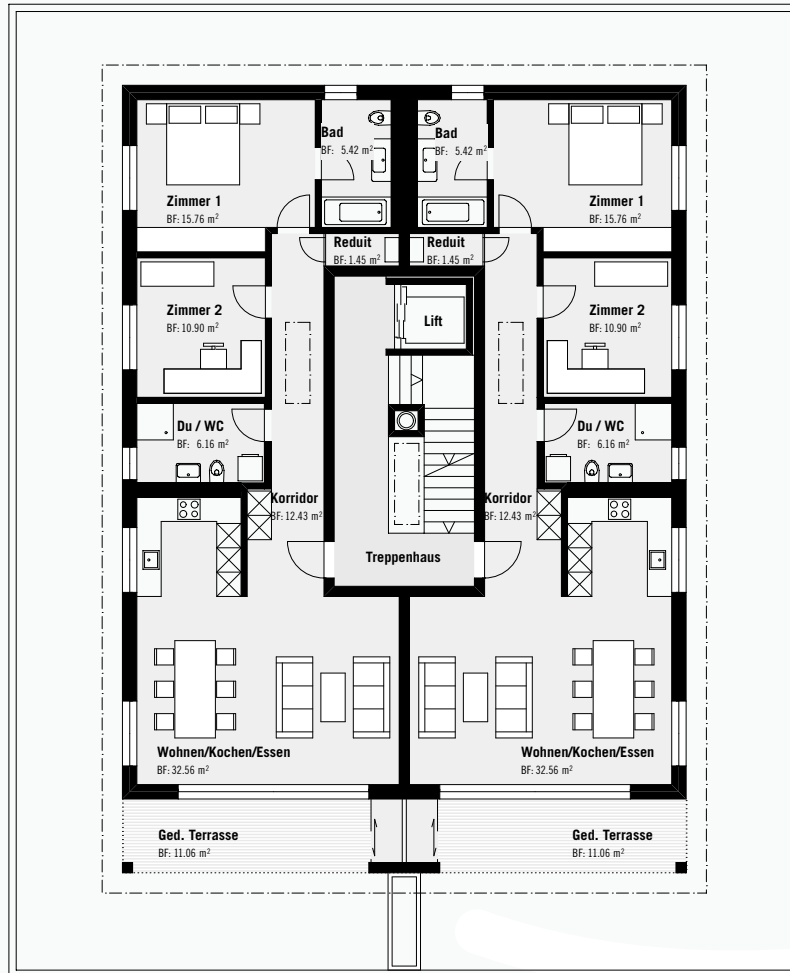 Bad
BF: 5.42 m²
Bad
BF: 5.42 m²
Zimmer 1
BF: 15.76 m²
Zimmer 1
BF: 15.76 m²
Reduit
BF: 1.45 m²
Reduit
BF: 1.45 m²
Zimmer 2
BF: 10.90 m²
Lift
Zimmer 2
BF: 10.90 m²
Du / WC
BF: 6.16 m²
Du / WC
BF: 6.16 m²
Korridor
BF: 12.43 m²
Korridor
BF: 12.43 m²
Treppenhaus
Wohnen/Kochen/Essen
BF: 32.56 m²
Wohnen/Kochen/Essen
BF: 32.56 m²
Ged. Terrasse
BF: 11.06 m²
Ged. Terrasse
BF: 11.06 m²